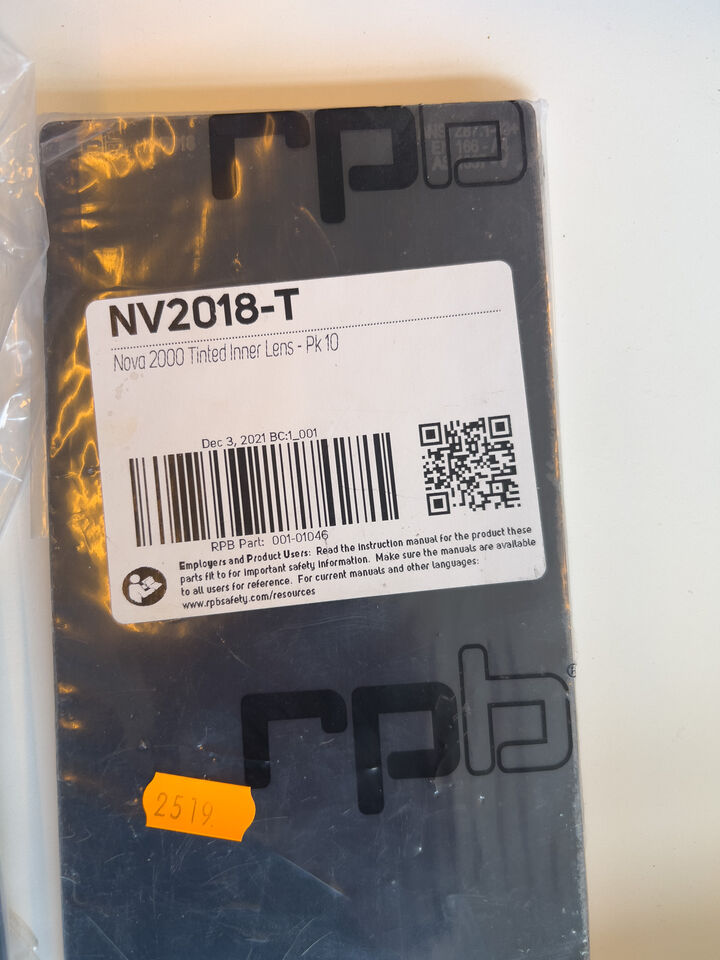 rpb
NV2018-T
Nova 2000 Tinted Inner Lens - Pk 10
Dec 3, 2021 BC:1_001
RPB Part: 001-01046
Employers and Product Users: Read the instruction manual for the product these
parts fit to for important safety information. Make sure the manuals are available
to all users for reference. For current manuals and other languages:
www.rpbsafety.com/resources
rpb®
2519